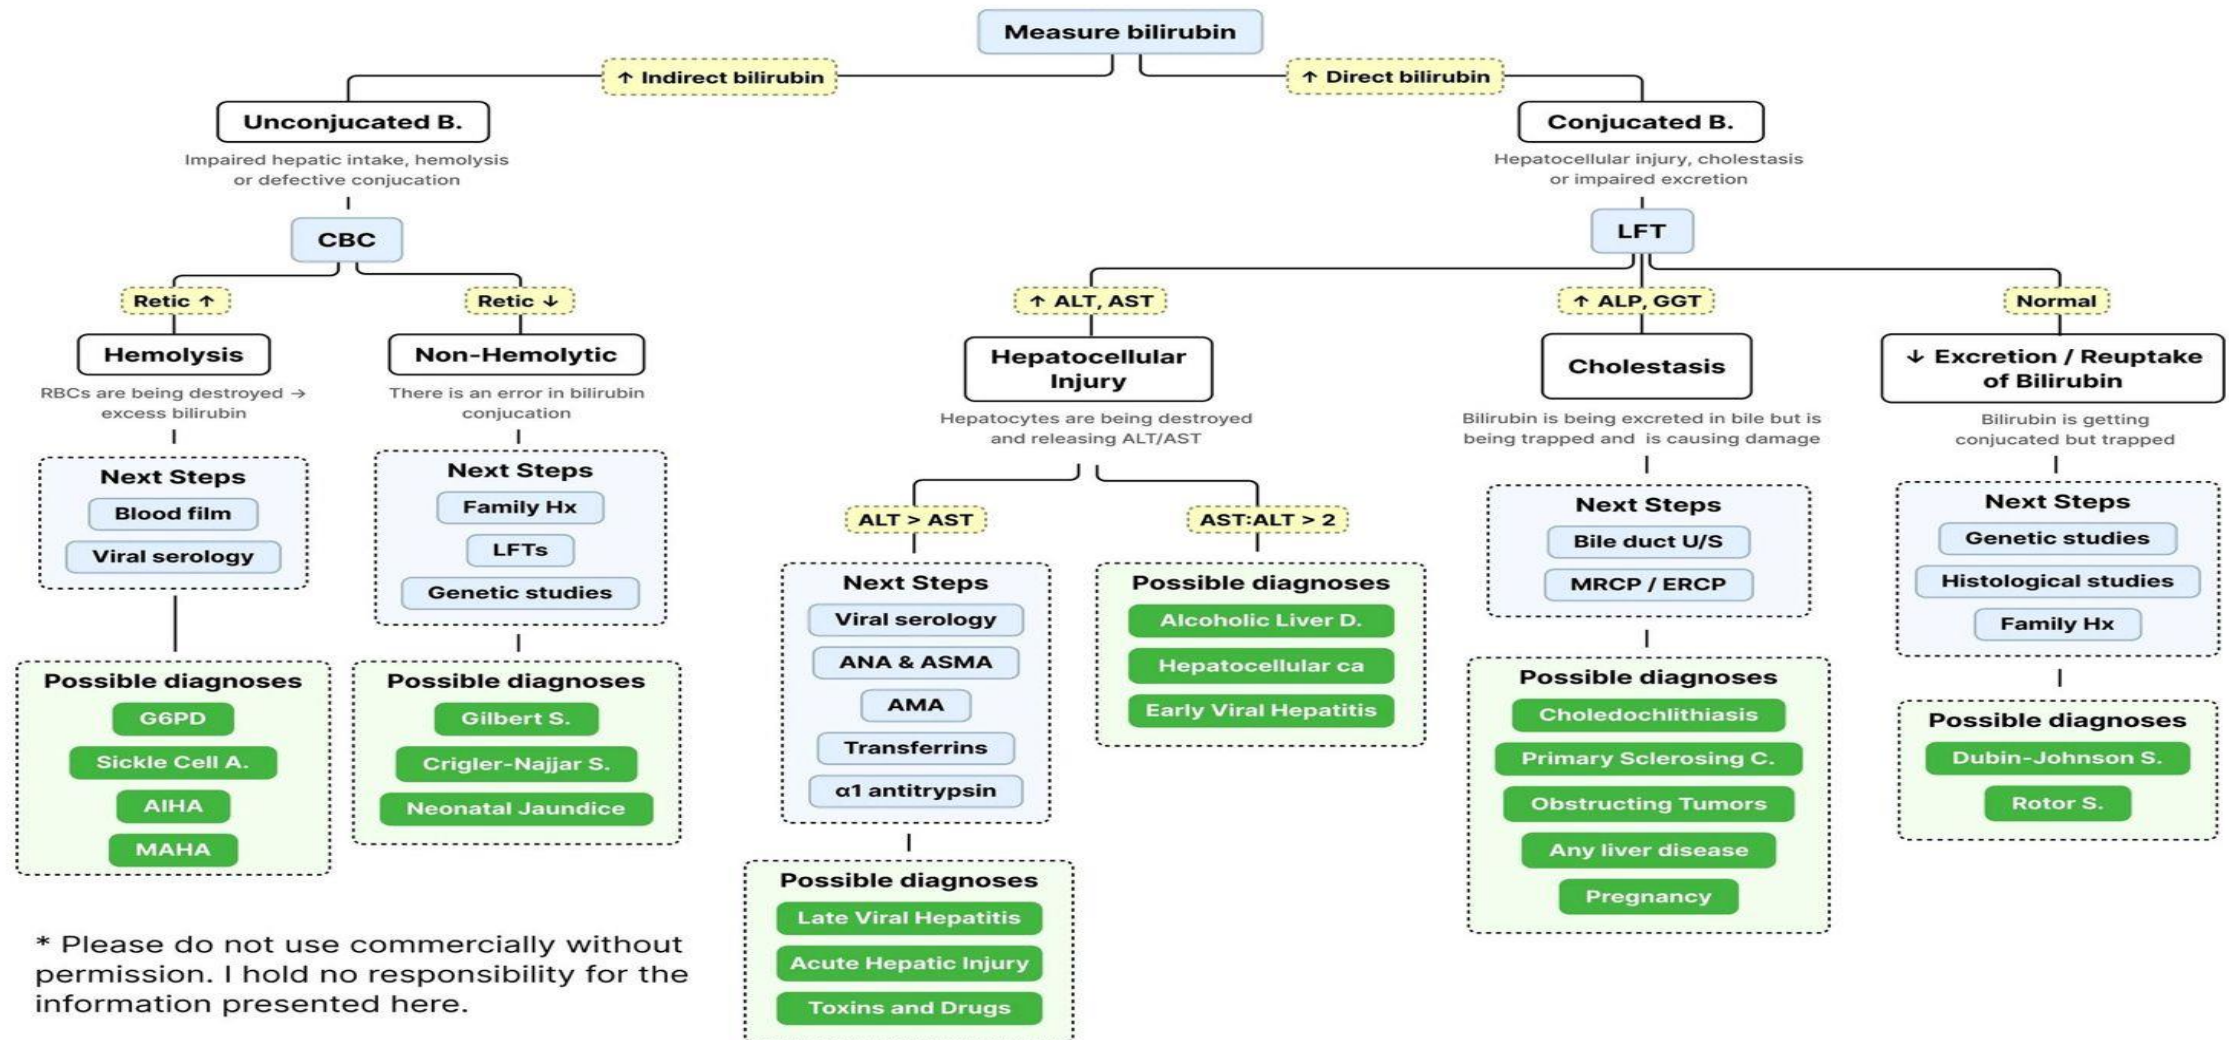 Measure bilirubin
↑ Indirect bilirubin
↑ Direct bilirubin
Unconjucated B.
Impaired hepatic intake, hemolysis
or defective conjucation
CBC
Retic ↑
Hemolysis
RBCs are being destroyed →
excess bilirubin
Next Steps
Blood film
Viral serology
Possible diagnoses
G6PD
Sickle Cell A.
AIHA
MAHA
Retic ↓
Non-Hemolytic
There is an error in bilirubin
conjucation
Next Steps
Family Hx
LFTs
Genetic studies
Possible diagnoses
Gilbert S.
Crigler-Najjar S.
Neonatal Jaundice
Conjucated B.
Hepatocellular injury, cholestasis
or impaired excretion
LFT
↑ ALT, AST
Hepatocellular
Injury
Hepatocytes are being destroyed
and releasing ALT/AST
ALT > AST
Next Steps
Viral serology
ANA & ASMA
AMA
Transferrins
α1 antitrypsin
Possible diagnoses
Late Viral Hepatitis
Acute Hepatic Injury
Toxins and Drugs
AST:ALT > 2
Possible diagnoses
Alcoholic Liver D.
Hepatocellular ca
Early Viral Hepatitis
↑ ALP, GGT
Cholestasis
Bilirubin is being excreted in bile but is
being trapped and is causing damage
Next Steps
Bile duct U/S
MRCP / ERCP
Possible diagnoses
Choledochlithiasis
Primary Sclerosing C.
Obstructing Tumors
Any liver disease
Pregnancy
Normal
↓ Excretion / Reuptake
of Bilirubin
Bilirubin is getting
conjucated but trapped
Next Steps
Genetic studies
Histological studies
Family Hx
Possible diagnoses
Dubin-Johnson S.
Rotor S.
* Please do not use commercially without
permission. I hold no responsibility for the
information presented here.